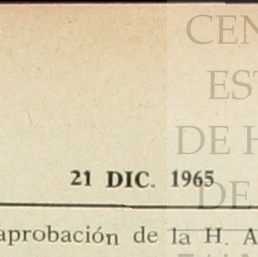 CEN
EST
DE H
21 DIC. 1965
DE
aprobación de la H. A